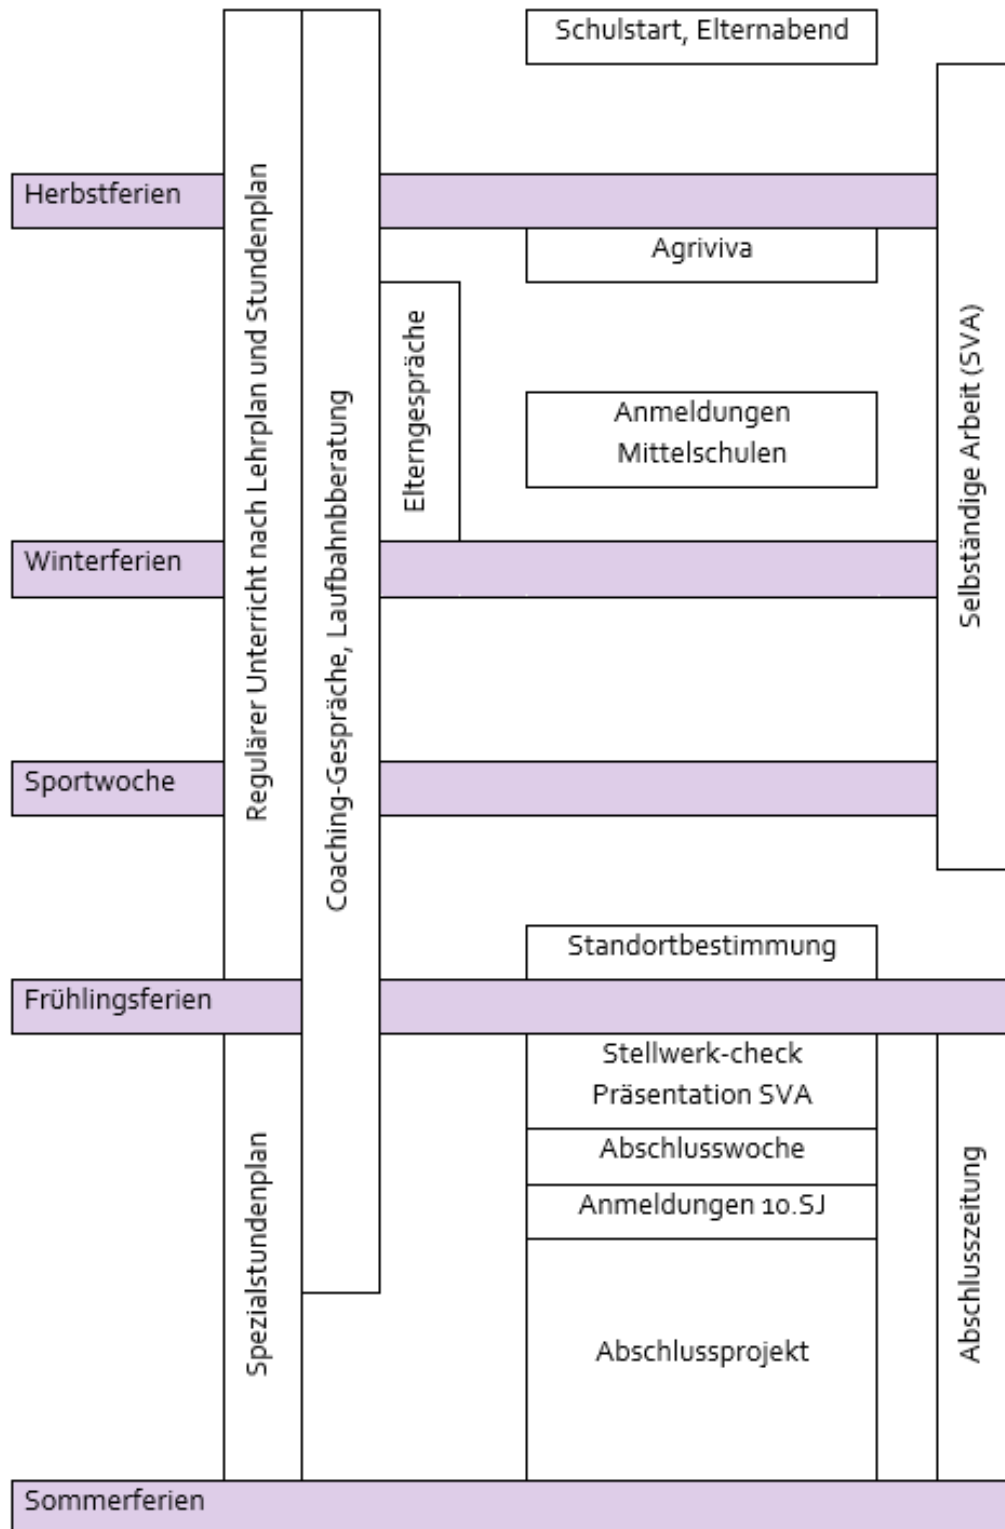 Schulstart, Elternabend
Herbstferien
Agriviva
Regulärer Unterricht nach Lehrplan und Stundenplan
Coaching-Gespräche, Laufbahnbberatung
Elterngespräche
Anmeldungen
Mittelschulen
Selbständige Arbeit (SVA)
Winterferien
Sportwoche
Standortbestimmung
Frühlingsferien
Stellwerk-check
Präsentation SVA
Abschlusswoche
Anmeldungen 10.SJ
Spezialstundenplan
Abschlussprojekt
Abschlusszeitung
Sommerferien